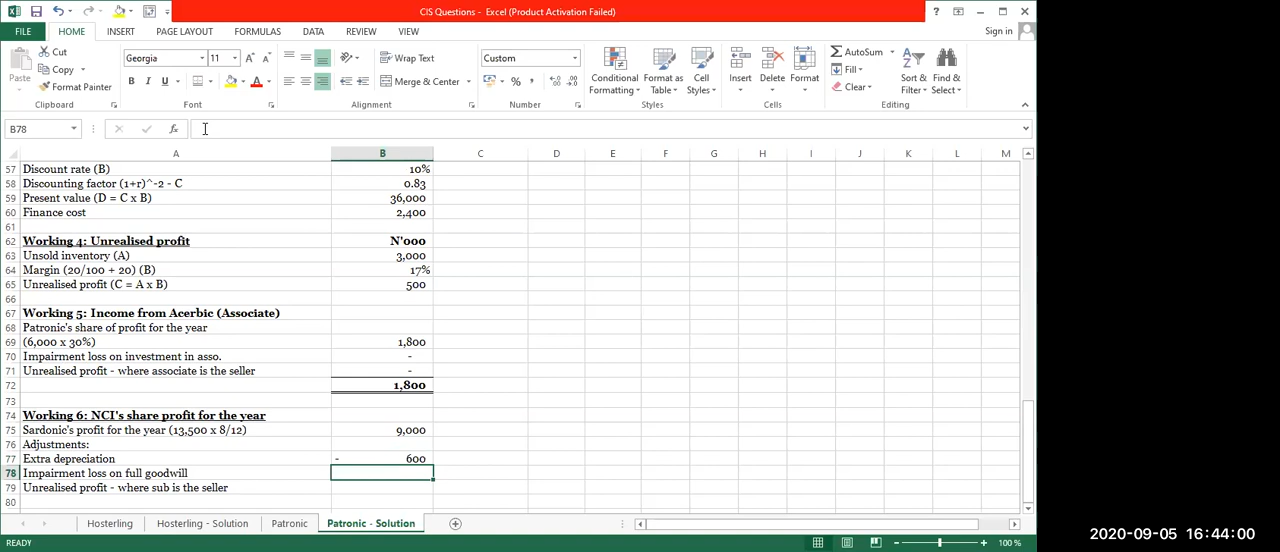 CIS Questions - Excel (Product Activation Failed)
FILE HOME INSERT PAGE LAYOUT FORMULAS DATA REVIEW VIEW Sign in
Paste Cut Copy Format Painter Clipboard
Georgia 11 A A B I U A Font
Wrap Text Merge & Center Alignment
Custom % , Number
Conditional Formatting Format as Table Cell Styles Styles
Insert Delete Format Cells
AutoSum Fill Clear Sort & Filter Find & Select Editing
B78 fx
A B C D E F G H I J K L M
57 Discount rate (B) 10%
58 Discounting factor (1+r)^-2 - C 0.83
59 Present value (D = C x B) 36,000
60 Finance cost 2,400
61
62 Working 4: Unrealised profit N'000
63 Unsold inventory (A) 3,000
64 Margin (20/100 + 20) (B) 17%
65 Unrealised profit (C = A x B) 500
66
67 Working 5: Income from Acerbic (Associate)
68 Patronic's share of profit for the year
69 (6,000 x 30%) 1,800
70 Impairment loss on investment in asso. -
71 Unrealised profit - where associate is the seller -
72 1,800
73
74 Working 6: NCI's share profit for the year
75 Sardonic's profit for the year (13,500 x 8/12) 9,000
76 Adjustments:
77 Extra depreciation - 600
78 Impairment loss on full goodwill
79 Unrealised profit - where sub is the seller
80
Hosterling Hosterling - Solution Patronic Patronic - Solution
READY 100 %
2020-09-05 16:44:00